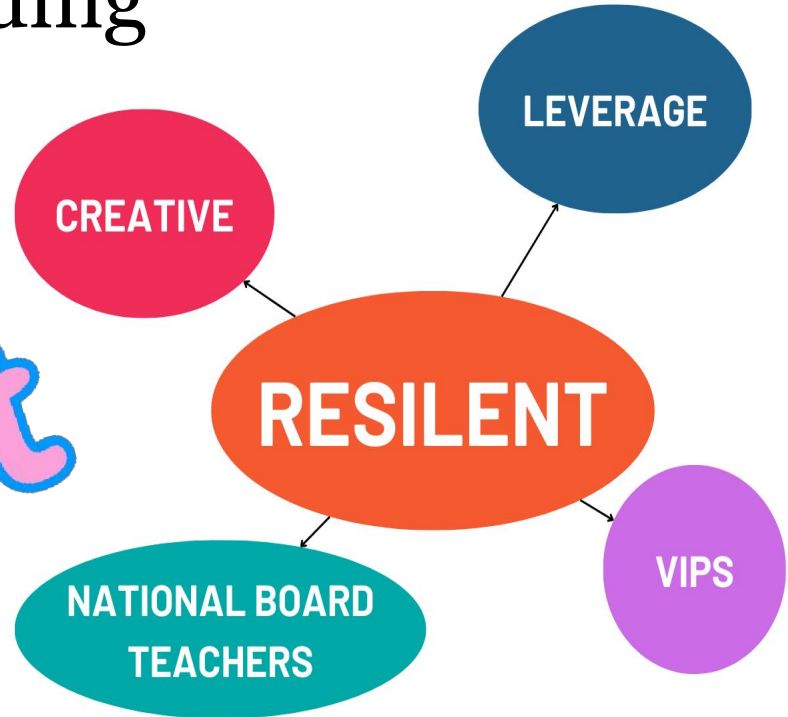 LEVERAGE
CREATIVE
RESILENT
VIPS
NATIONAL BOARD
TEACHERS